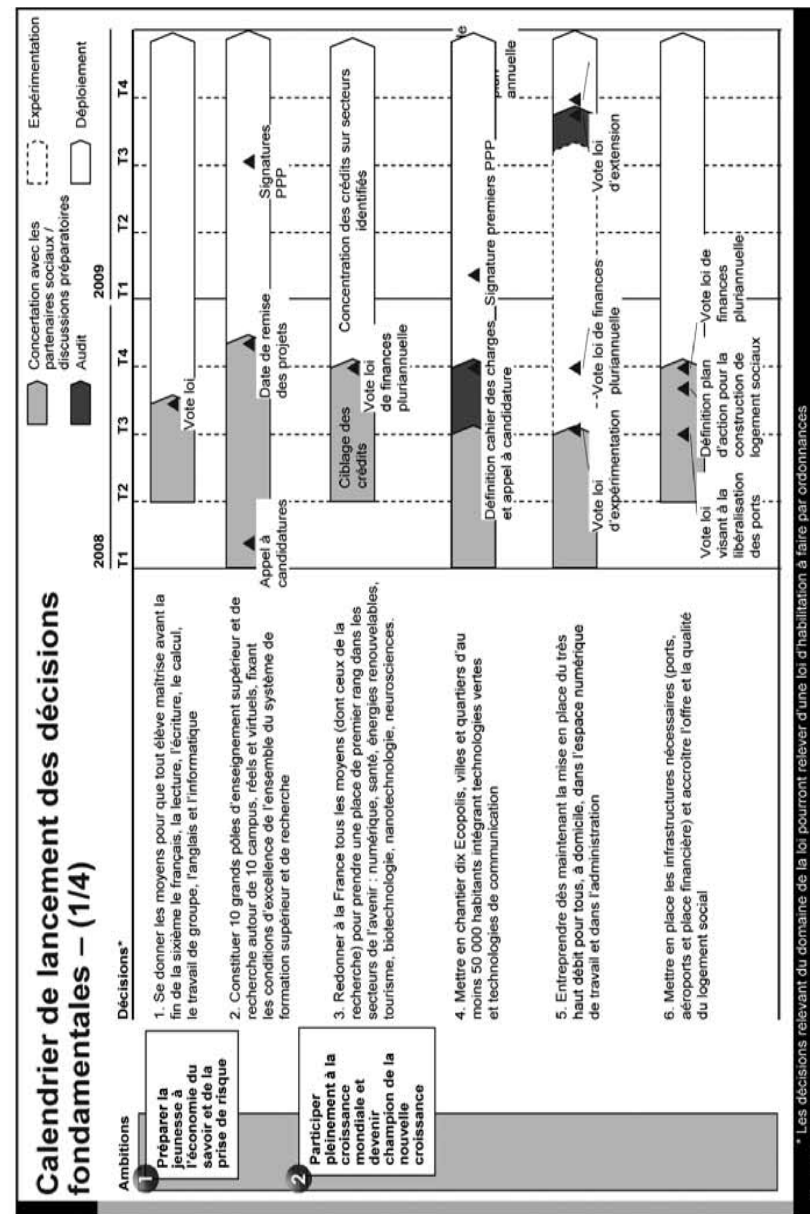 Calendrier de lancement des décisions
fondamentales – (1/4)
Concertation avec les
partenaires sociaux /
discussions préparatoires
Audit
Expérimentation
Déploiement
Ambitions
Décisions*
2008
2009
T1
T2
T3
T4
T1
T2
T3
T4
1
Préparer la
jeunesse à
l'économie du
savoir et de la
prise de risque
1. Se donner les moyens pour que tout élève maîtrise avant la
fin de la sixième le français, la lecture, l'écriture, le calcul,
le travail de groupe, l'anglais et l'informatique
Vote loi
2. Constituer 10 grands pôles d'enseignement supérieur et de
recherche autour de 10 campus, réels et virtuels, fixant
les conditions d'excellence de l'ensemble du système de
formation supérieur et de recherche
Appel à
candidatures
Date de remise
des projets
Signatures
PPP
2
Participer
pleinement à la
croissance
mondiale et
devenir
champion de la
nouvelle
croissance
3. Redonner à la France tous les moyens (dont ceux de la
recherche) pour prendre une place de premier rang dans les
secteurs de l'avenir : numérique, santé, énergies renouvelables,
tourisme, biotechnologie, nanotechnologie, neurosciences.
Ciblage des
crédits
Vote loi
de finances
pluriannuelle
Concentration des crédits sur secteurs
identifiés
4. Mettre en chantier dix Ecopolis, villes et quartiers d'au
moins 50 000 habitants intégrant technologies vertes
et technologies de communication
Définition cahier des charges
et appel à candidature
Signature premiers PPP
de
annuelle
5. Entreprendre dès maintenant la mise en place du très
haut débit pour tous, à domicile, dans l'espace numérique
de travail et dans l'administration
Vote loi
d'expérimentation
Vote loi de finances
pluriannuelle
Vote loi
d'extension
6. Mettre en place les infrastructures nécessaires (ports,
aéroports et place financière) et accroître l'offre et la qualité
du logement social
Vote loi
visant à la
libéralisation
des ports
Définition plan
d'action pour la
construction de
logement sociaux
Vote loi de
finances
pluriannuelle
* Les décisions relevant du domaine de la loi pourront relever d'une loi d'habilitation à faire par ordonnances